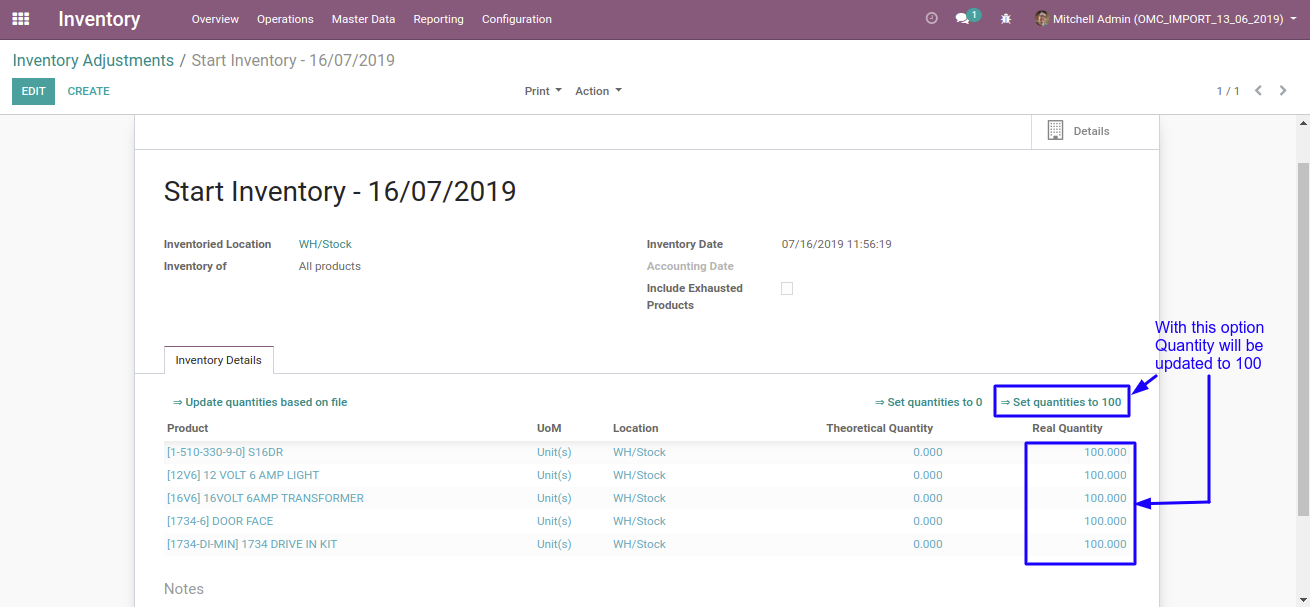 Inventory Overview Operations Master Data Reporting Configuration 1 Mitchell Admin (OMC_IMPORT_13_06_2019)
Inventory Adjustments / Start Inventory - 16/07/2019
EDIT CREATE Print Action 1 / 1
Details
Start Inventory - 16/07/2019
Inventoried Location WH/Stock Inventory Date 07/16/2019 11:56:19
Inventory of All products Accounting Date
Include Exhausted
Products
With this option
Quantity will be
updated to 100
Inventory Details
⇒ Update quantities based on file ⇒ Set quantities to 0 ⇒ Set quantities to 100
Product UoM Location Theoretical Quantity Real Quantity
[1-510-330-9-0] S16DR Unit(s) WH/Stock 0.000 100.000
[12V6] 12 VOLT 6 AMP LIGHT Unit(s) WH/Stock 0.000 100.000
[16V6] 16VOLT 6AMP TRANSFORMER Unit(s) WH/Stock 0.000 100.000
[1734-6] DOOR FACE Unit(s) WH/Stock 0.000 100.000
[1734-DI-MIN] 1734 DRIVE IN KIT Unit(s) WH/Stock 0.000 100.000
Notes